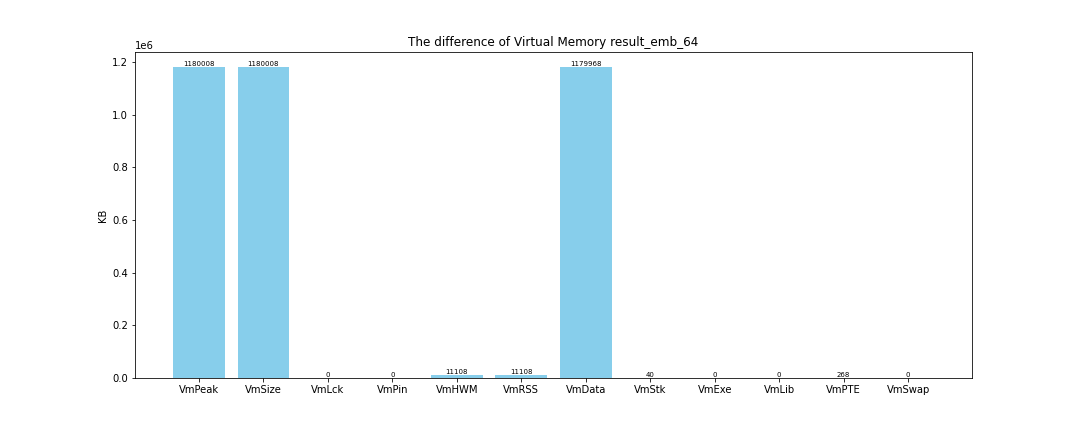 The difference of Virtual Memory result_emb_64
1e6
1.2
1.0
0.8
0.6
0.4
0.2
0.0
KB
1180008 1180008 0 0 11108 11108 1179968 40 0 0 268 0
VmPeak VmSize VmLck VmPin VmHWM VmRSS VmData VmStk VmExe VmLib VmPTE VmSwap